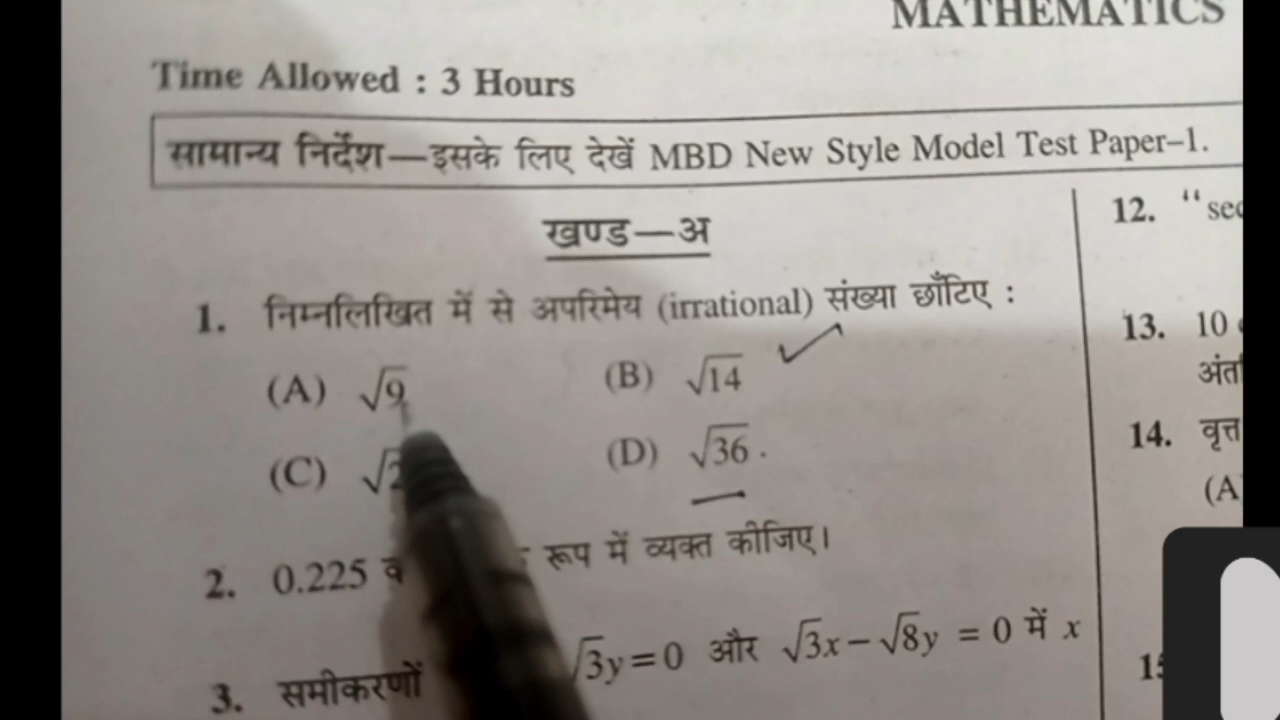 MATHEMATICS
Time Allowed : 3 Hours
सामान्य निर्देश—इसके लिए देखें MBD New Style Model Test Paper–1.
खण्ड—अ
1. निम्नलिखित में से अपरिमेय (irrational) संख्या छाँटिए :
(A) √9 (B) √14
(C) (D) √36 .
2. 0.225 रूप में व्यक्त कीजिए।
3. समीकरणों √3y=0 और √3x – √8y = 0 में x
12. “sec
13. 10
14. वृत्त
(A